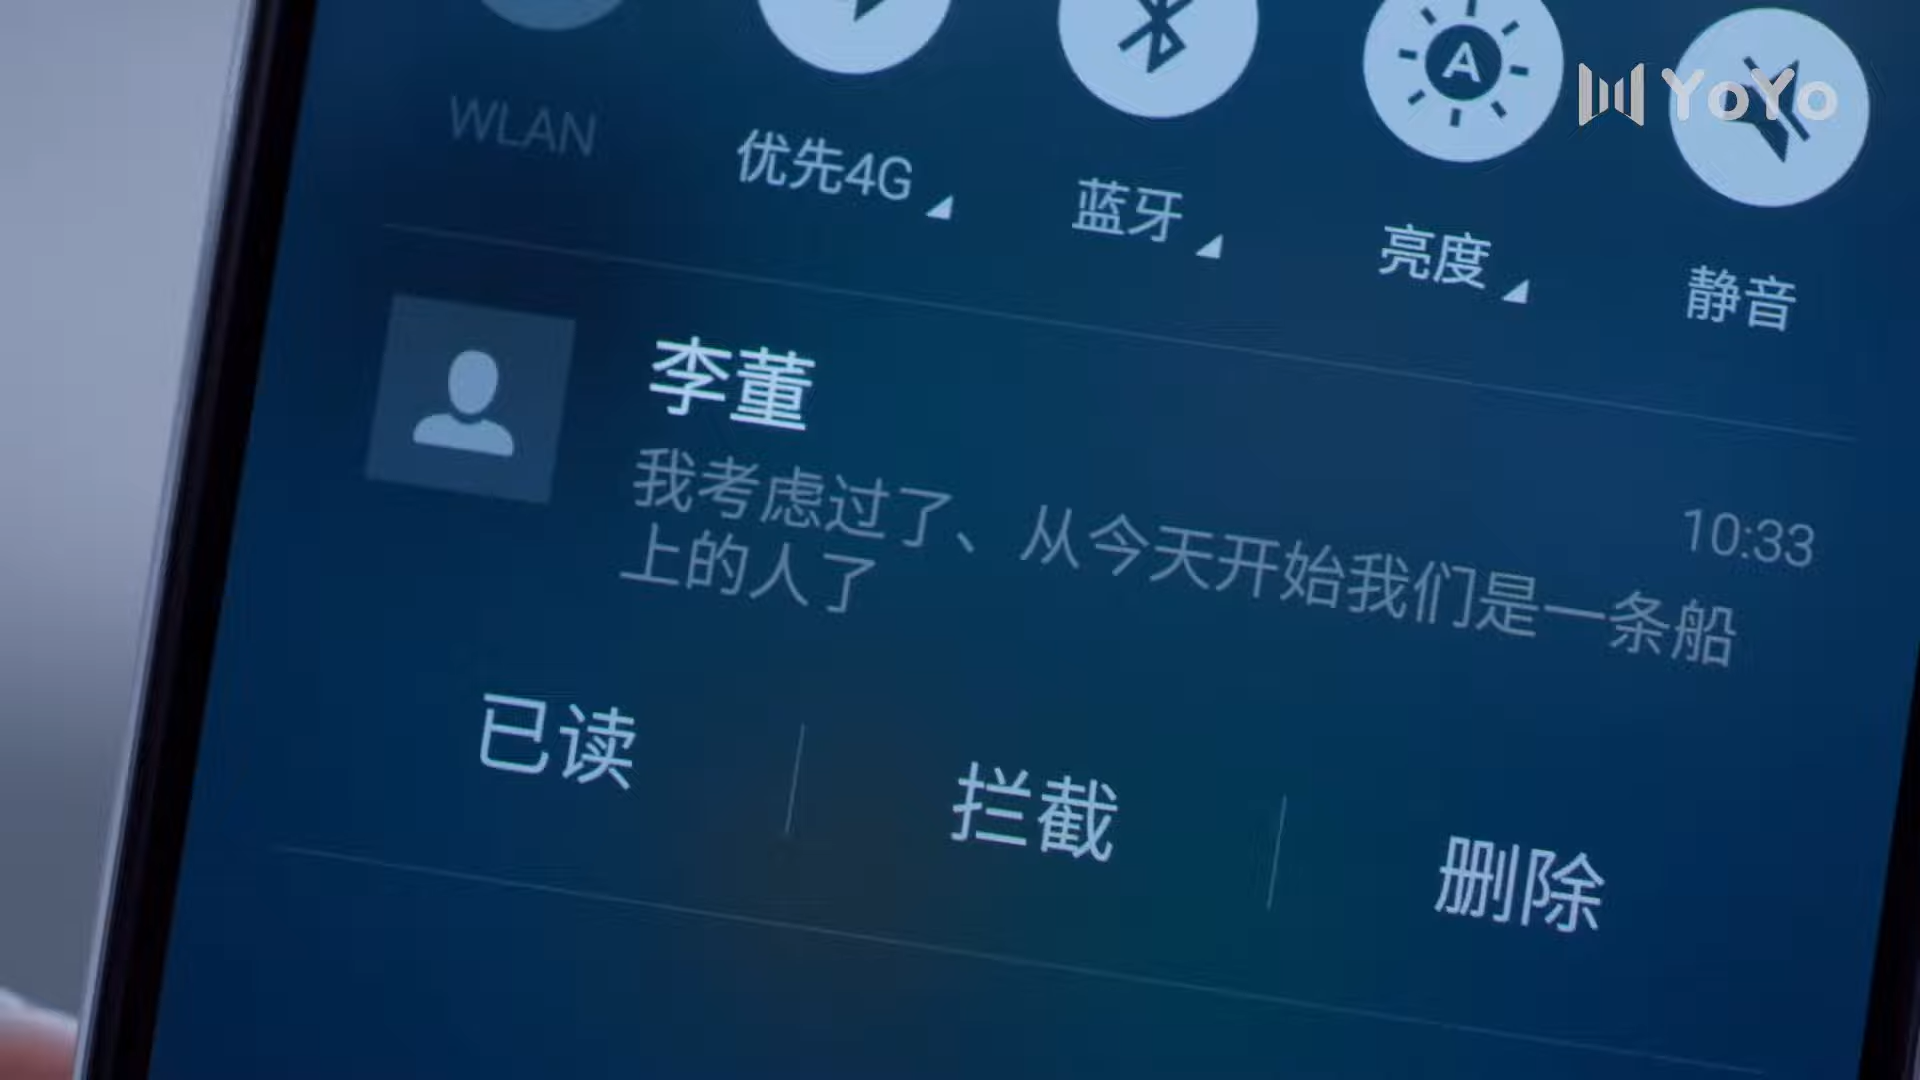 YoYo
WLAN
优先4G
蓝牙
A
亮度
静音
李董
我考虑过了、从今天开始我们是一条船
上的人了
10:33
已读
拦截
删除